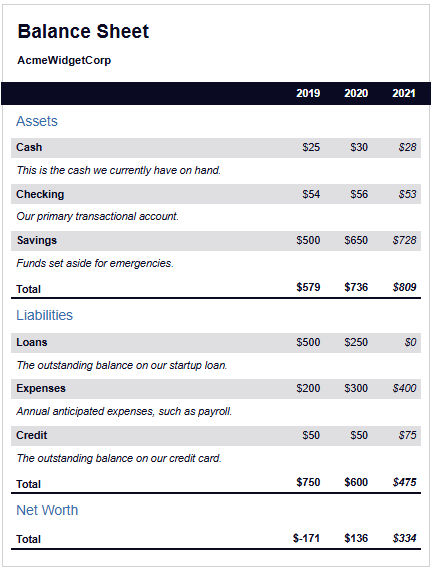 Balance Sheet
AcmeWidgetCorp
2019 2020 2021
Assets
Cash $25 $30 $28
This is the cash we currently have on hand.
Checking $54 $56 $53
Our primary transactional account.
Savings $500 $650 $728
Funds set aside for emergencies.
Total $579 $736 $809
Liabilities
Loans $500 $250 $0
The outstanding balance on our startup loan.
Expenses $200 $300 $400
Annual anticipated expenses, such as payroll.
Credit $50 $50 $75
The outstanding balance on our credit card.
Total $750 $600 $475
Net Worth
Total $-171 $136 $334